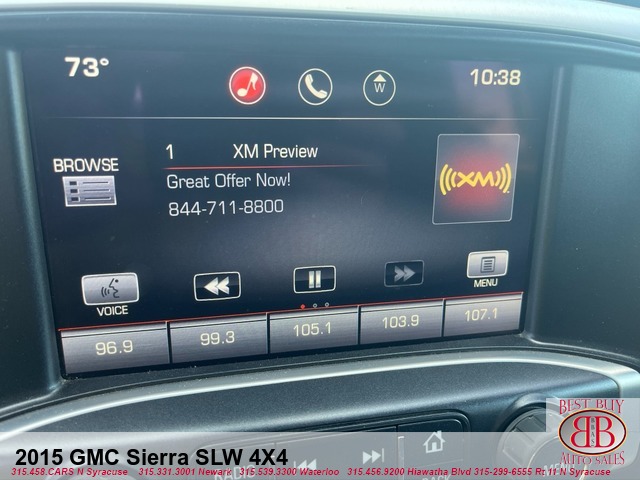 73°
W
10:38
BROWSE
1 XM Preview
Great Offer Now!
844-711-8800
((XM))
VOICE
MENU
96.9
99.3
105.1
103.9
107.1
BEST BUY
BB
AUTO SALES
2015 GMC Sierra SLW 4X4
315.458.CARS N Syracuse 315.331.3001 Newark 315.539.3300 Waterloo 315.456.9200 Hiawatha Blvd 315-299-6555 Rt.11 N Syracuse